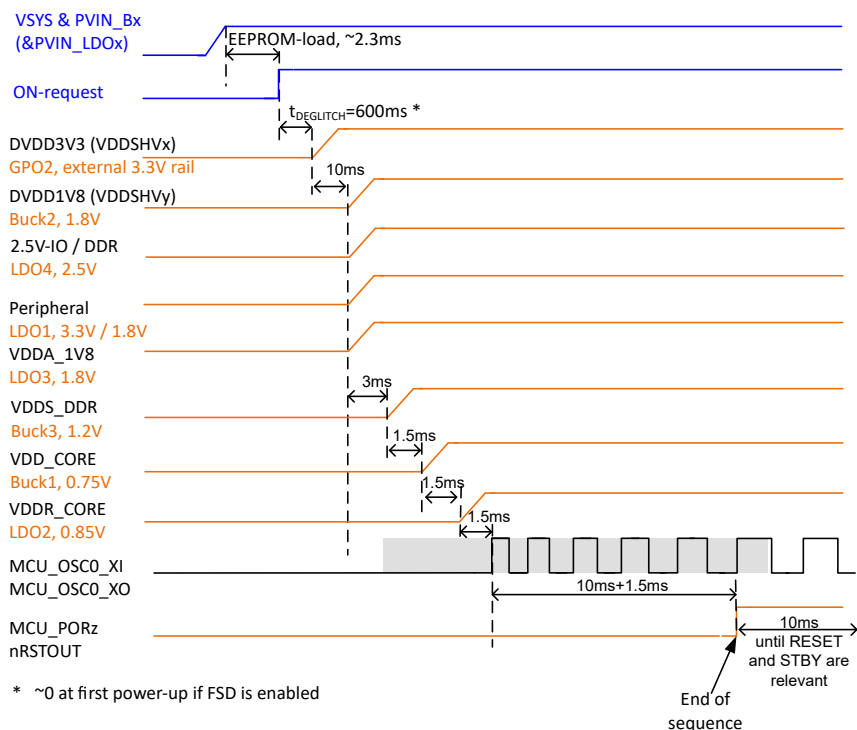 VSYS & PVIN_Bx
(&PVIN_LDOx)
EEPROM-load, ~2.3ms
ON-request
tDEGLITCH=600ms *
DVDD3V3 (VDDSHVx)
GPO2, external 3.3V rail
10ms
DVDD1V8 (VDDSHVy)
Buck2, 1.8V
2.5V-IO / DDR
LDO4, 2.5V
Peripheral
LDO1, 3.3V / 1.8V
VDDA_1V8
LDO3, 1.8V
3ms
VDDS_DDR
Buck3, 1.2V
1.5ms
VDD_CORE
Buck1, 0.75V
1.5ms
VDDR_CORE
LDO2, 0.85V
1.5ms
MCU_OSC0_XI
MCU_OSC0_XO
10ms+1.5ms
MCU_PORz
nRSTOUT
10ms
until RESET
and STBY are
relevant
* ~0 at first power-up if FSD is enabled
End of
sequence